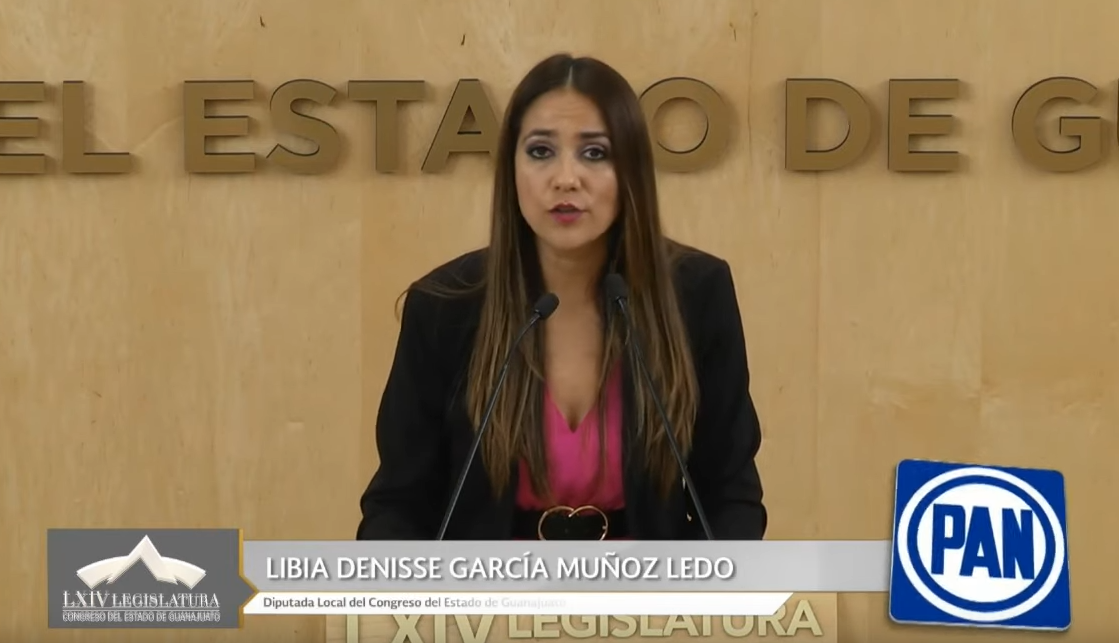 EL ESTADO DE G
LXIV LEGISLATURA
CONGRESO DEL ESTADO DE GUANAJUATO
LIBIA DENISSE GARCÍA MUÑOZ LEDO
Diputada Local del Congreso del Estado de Guanajuato
PAN
LXIV LEGISLATURA